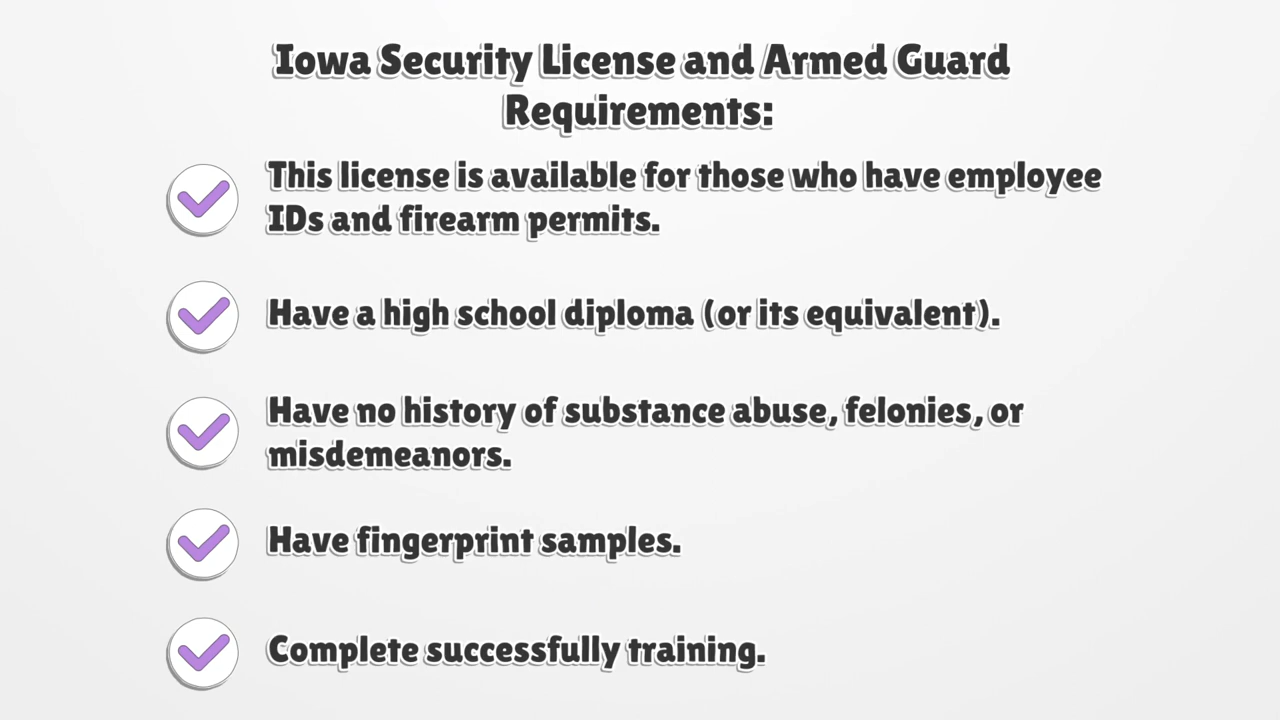 Iowa Security License and Armed Guard
Requirements:
This license is available for those who have employee
IDs and firearm permits.
Have a high school diploma (or its equivalent).
Have no history of substance abuse, felonies, or
misdemeanors.
Have fingerprint samples.
Complete successfully training.